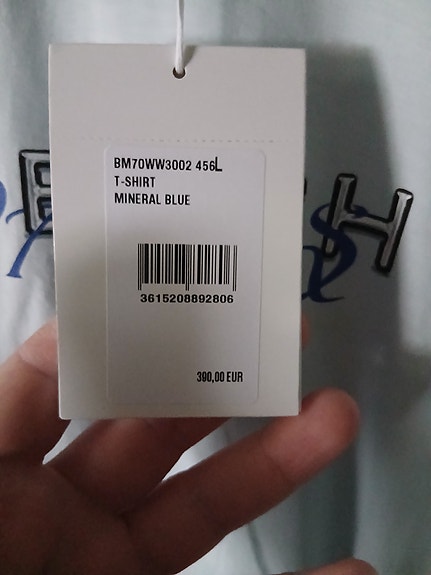 BM70WW3002 456L
T-SHIRT
MINERAL BLUE
3615208892806
390,00 EUR